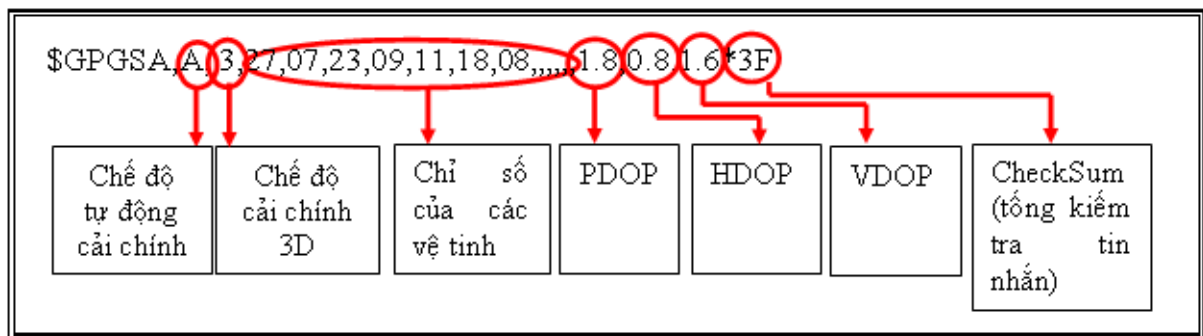 $GPGSA,A,3,27,07,23,09,11,18,08,,,,,,1.8,0.8,1.6*3F
Chế độ
tự động
cải chính
Chế độ
cải chính
3D
Chỉ số
của các
vệ tinh
PDOP
HDOP
VDOP
CheckSum
(tống kiếm
tra tin
nhắn)